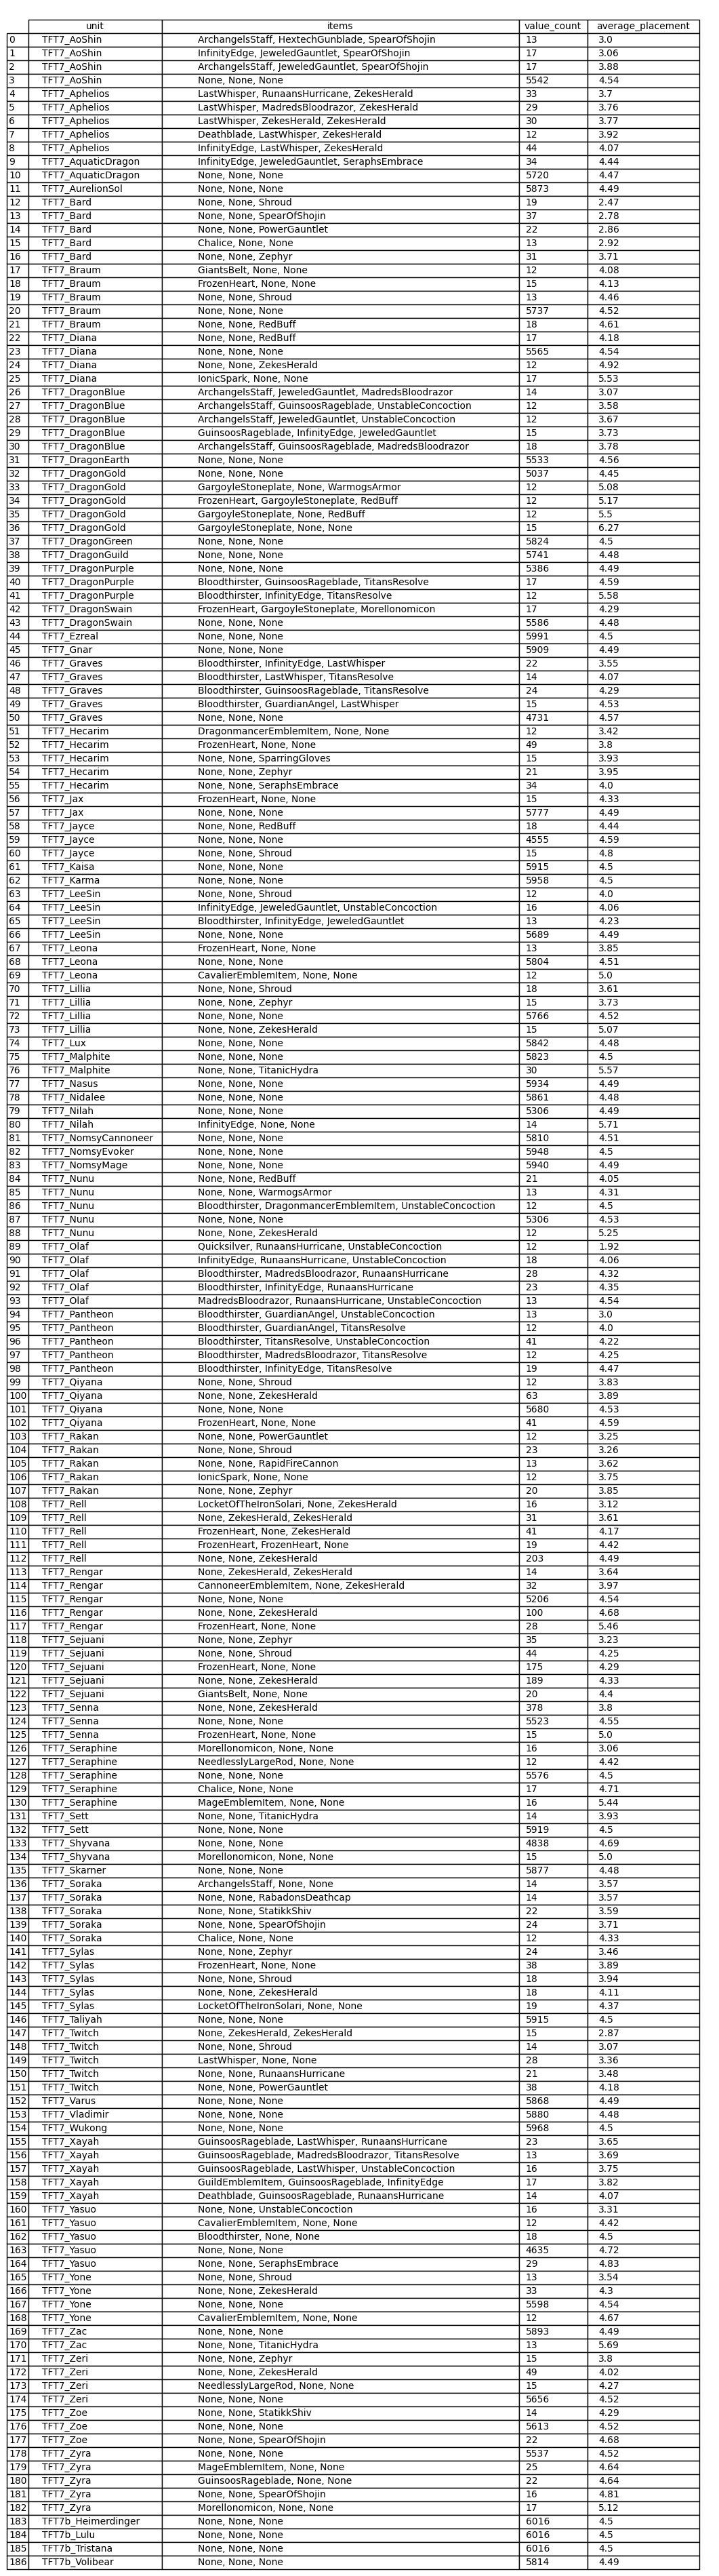 unit items value_count average_placement
0 TFT7_AoShin ArchangelsStaff, HextechGunblade, SpearOfShojin 13 3.0
1 TFT7_AoShin InfinityEdge, JeweledGauntlet, SpearOfShojin 17 3.06
2 TFT7_AoShin ArchangelsStaff, JeweledGauntlet, SpearOfShojin 17 3.88
3 TFT7_AoShin None, None, None 5542 4.54
4 TFT7_Aphelios LastWhisper, RunaansHurricane, ZekesHerald 33 3.7
5 TFT7_Aphelios LastWhisper, MadredsBloodrazor, ZekesHerald 29 3.76
6 TFT7_Aphelios LastWhisper, ZekesHerald, ZekesHerald 30 3.77
7 TFT7_Aphelios Deathblade, LastWhisper, ZekesHerald 12 3.92
8 TFT7_Aphelios InfinityEdge, LastWhisper, ZekesHerald 44 4.07
9 TFT7_AquaticDragon InfinityEdge, JeweledGauntlet, SeraphsEmbrace 34 4.44
10 TFT7_AquaticDragon None, None, None 5720 4.47
11 TFT7_AurelionSol None, None, None 5873 4.49
12 TFT7_Bard None, None, Shroud 19 2.47
13 TFT7_Bard None, None, SpearOfShojin 37 2.78
14 TFT7_Bard None, None, PowerGauntlet 22 2.86
15 TFT7_Bard Chalice, None, None 13 2.92
16 TFT7_Bard None, None, Zephyr 31 3.71
17 TFT7_Braum GiantsBelt, None, None 12 4.08
18 TFT7_Braum FrozenHeart, None, None 15 4.13
19 TFT7_Braum None, None, Shroud 13 4.46
20 TFT7_Braum None, None, None 5737 4.52
21 TFT7_Braum None, None, RedBuff 18 4.61
22 TFT7_Diana None, None, RedBuff 17 4.18
23 TFT7_Diana None, None, None 5565 4.54
24 TFT7_Diana None, None, ZekesHerald 12 4.92
25 TFT7_Diana IonicSpark, None, None 17 5.53
26 TFT7_DragonBlue ArchangelsStaff, JeweledGauntlet, MadredsBloodrazor 14 3.07
27 TFT7_DragonBlue ArchangelsStaff, GuinsoosRageblade, UnstableConcoction 12 3.58
28 TFT7_DragonBlue ArchangelsStaff, JeweledGauntlet, UnstableConcoction 12 3.67
29 TFT7_DragonBlue GuinsoosRageblade, InfinityEdge, JeweledGauntlet 15 3.73
30 TFT7_DragonBlue ArchangelsStaff, GuinsoosRageblade, MadredsBloodrazor 18 3.78
31 TFT7_DragonEarth None, None, None 5533 4.56
32 TFT7_DragonGold None, None, None 5037 4.45
33 TFT7_DragonGold GargoyleStoneplate, None, WarmogsArmor 12 5.08
34 TFT7_DragonGold FrozenHeart, GargoyleStoneplate, RedBuff 12 5.17
35 TFT7_DragonGold GargoyleStoneplate, None, RedBuff 12 5.5
36 TFT7_DragonGold GargoyleStoneplate, None, None 15 6.27
37 TFT7_DragonGreen None, None, None 5824 4.5
38 TFT7_DragonGuild None, None, None 5741 4.48
39 TFT7_DragonPurple None, None, None 5386 4.49
40 TFT7_DragonPurple Bloodthirster, GuinsoosRageblade, TitansResolve 17 4.59
41 TFT7_DragonPurple Bloodthirster, InfinityEdge, TitansResolve 12 5.58
42 TFT7_DragonSwain FrozenHeart, GargoyleStoneplate, Morellonomicon 17 4.29
43 TFT7_DragonSwain None, None, None 5586 4.48
44 TFT7_Ezreal None, None, None 5991 4.5
45 TFT7_Gnar None, None, None 5909 4.49
46 TFT7_Graves Bloodthirster, InfinityEdge, LastWhisper 22 3.55
47 TFT7_Graves Bloodthirster, LastWhisper, TitansResolve 14 4.07
48 TFT7_Graves Bloodthirster, GuinsoosRageblade, TitansResolve 24 4.29
49 TFT7_Graves Bloodthirster, GuardianAngel, LastWhisper 15 4.53
50 TFT7_Graves None, None, None 4731 4.57
51 TFT7_Hecarim DragonmancerEmblemItem, None, None 12 3.42
52 TFT7_Hecarim FrozenHeart, None, None 49 3.8
53 TFT7_Hecarim None, None, SparringGloves 15 3.93
54 TFT7_Hecarim None, None, Zephyr 21 3.95
55 TFT7_Hecarim None, None, SeraphsEmbrace 34 4.0
56 TFT7_Jax FrozenHeart, None, None 15 4.33
57 TFT7_Jax None, None, None 5777 4.49
58 TFT7_Jayce None, None, RedBuff 18 4.44
59 TFT7_Jayce None, None, None 4555 4.59
60 TFT7_Jayce None, None, Shroud 15 4.8
61 TFT7_Kaisa None, None, None 5915 4.5
62 TFT7_Karma None, None, None 5958 4.5
63 TFT7_LeeSin None, None, Shroud 12 4.0
64 TFT7_LeeSin InfinityEdge, JeweledGauntlet, UnstableConcoction 16 4.06
65 TFT7_LeeSin Bloodthirster, InfinityEdge, JeweledGauntlet 13 4.23
66 TFT7_LeeSin None, None, None 5689 4.49
67 TFT7_Leona FrozenHeart, None, None 13 3.85
68 TFT7_Leona None, None, None 5804 4.51
69 TFT7_Leona CavalierEmblemItem, None, None 12 5.0
70 TFT7_Lillia None, None, Shroud 18 3.61
71 TFT7_Lillia None, None, Zephyr 15 3.73
72 TFT7_Lillia None, None, None 5766 4.52
73 TFT7_Lillia None, None, ZekesHerald 15 5.07
74 TFT7_Lux None, None, None 5842 4.48
75 TFT7_Malphite None, None, None 5823 4.5
76 TFT7_Malphite None, None, TitanicHydra 30 5.57
77 TFT7_Nasus None, None, None 5934 4.49
78 TFT7_Nidalee None, None, None 5861 4.48
79 TFT7_Nilah None, None, None 5306 4.49
80 TFT7_Nilah InfinityEdge, None, None 14 5.71
81 TFT7_NomsyCannoneer None, None, None 5810 4.51
82 TFT7_NomsyEvoker None, None, None 5948 4.5
83 TFT7_NomsyMage None, None, None 5940 4.49
84 TFT7_Nunu None, None, RedBuff 21 4.05
85 TFT7_Nunu None, None, WarmogsArmor 13 4.31
86 TFT7_Nunu Bloodthirster, DragonmancerEmblemItem, UnstableConcoction 12 4.5
87 TFT7_Nunu None, None, None 5306 4.53
88 TFT7_Nunu None, None, ZekesHerald 12 5.25
89 TFT7_Olaf Quicksilver, RunaansHurricane, UnstableConcoction 12 1.92
90 TFT7_Olaf InfinityEdge, RunaansHurricane, UnstableConcoction 18 4.06
91 TFT7_Olaf Bloodthirster, MadredsBloodrazor, RunaansHurricane 28 4.32
92 TFT7_Olaf Bloodthirster, InfinityEdge, RunaansHurricane 23 4.35
93 TFT7_Olaf MadredsBloodrazor, RunaansHurricane, UnstableConcoction 13 4.54
94 TFT7_Pantheon Bloodthirster, GuardianAngel, UnstableConcoction 13 3.0
95 TFT7_Pantheon Bloodthirster, GuardianAngel, TitansResolve 12 4.0
96 TFT7_Pantheon Bloodthirster, TitansResolve, UnstableConcoction 41 4.22
97 TFT7_Pantheon Bloodthirster, MadredsBloodrazor, TitansResolve 12 4.25
98 TFT7_Pantheon Bloodthirster, InfinityEdge, TitansResolve 19 4.47
99 TFT7_Qiyana None, None, Shroud 12 3.83
100 TFT7_Qiyana None, None, ZekesHerald 63 3.89
101 TFT7_Qiyana None, None, None 5680 4.53
102 TFT7_Qiyana FrozenHeart, None, None 41 4.59
103 TFT7_Rakan None, None, PowerGauntlet 12 3.25
104 TFT7_Rakan None, None, Shroud 23 3.26
105 TFT7_Rakan None, None, RapidFireCannon 13 3.62
106 TFT7_Rakan IonicSpark, None, None 12 3.75
107 TFT7_Rakan None, None, Zephyr 20 3.85
108 TFT7_Rell LocketOfTheIronSolari, None, ZekesHerald 16 3.12
109 TFT7_Rell None, ZekesHerald, ZekesHerald 31 3.61
110 TFT7_Rell FrozenHeart, None, ZekesHerald 41 4.17
111 TFT7_Rell FrozenHeart, FrozenHeart, None 19 4.42
112 TFT7_Rell None, None, ZekesHerald 203 4.49
113 TFT7_Rengar None, ZekesHerald, ZekesHerald 14 3.64
114 TFT7_Rengar CannoneerEmblemItem, None, ZekesHerald 32 3.97
115 TFT7_Rengar None, None, None 5206 4.54
116 TFT7_Rengar None, None, ZekesHerald 100 4.68
117 TFT7_Rengar FrozenHeart, None, None 28 5.46
118 TFT7_Sejuani None, None, Zephyr 35 3.23
119 TFT7_Sejuani None, None, Shroud 44 4.25
120 TFT7_Sejuani FrozenHeart, None, None 175 4.29
121 TFT7_Sejuani None, None, ZekesHerald 189 4.33
122 TFT7_Sejuani GiantsBelt, None, None 20 4.4
123 TFT7_Senna None, None, ZekesHerald 378 3.8
124 TFT7_Senna None, None, None 5523 4.55
125 TFT7_Senna FrozenHeart, None, None 15 5.0
126 TFT7_Seraphine Morellonomicon, None, None 16 3.06
127 TFT7_Seraphine NeedlesslyLargeRod, None, None 12 4.42
128 TFT7_Seraphine None, None, None 5576 4.5
129 TFT7_Seraphine Chalice, None, None 17 4.71
130 TFT7_Seraphine MageEmblemItem, None, None 16 5.44
131 TFT7_Sett None, None, TitanicHydra 14 3.93
132 TFT7_Sett None, None, None 5919 4.5
133 TFT7_Shyvana None, None, None 4838 4.69
134 TFT7_Shyvana Morellonomicon, None, None 15 5.0
135 TFT7_Skarner None, None, None 5877 4.48
136 TFT7_Soraka ArchangelsStaff, None, None 14 3.57
137 TFT7_Soraka None, None, RabadonsDeathcap 14 3.57
138 TFT7_Soraka None, None, StatikkShiv 22 3.59
139 TFT7_Soraka None, None, SpearOfShojin 24 3.71
140 TFT7_Soraka Chalice, None, None 12 4.33
141 TFT7_Sylas None, None, Zephyr 24 3.46
142 TFT7_Sylas FrozenHeart, None, None 38 3.89
143 TFT7_Sylas None, None, Shroud 18 3.94
144 TFT7_Sylas None, None, ZekesHerald 18 4.11
145 TFT7_Sylas LocketOfTheIronSolari, None, None 19 4.37
146 TFT7_Taliyah None, None, None 5915 4.5
147 TFT7_Twitch None, ZekesHerald, ZekesHerald 15 2.87
148 TFT7_Twitch None, None, Shroud 14 3.07
149 TFT7_Twitch LastWhisper, None, None 28 3.36
150 TFT7_Twitch None, None, RunaansHurricane 21 3.48
151 TFT7_Twitch None, None, PowerGauntlet 38 4.18
152 TFT7_Varus None, None, None 5868 4.49
153 TFT7_Vladimir None, None, None 5880 4.48
154 TFT7_Wukong None, None, None 5968 4.5
155 TFT7_Xayah GuinsoosRageblade, LastWhisper, RunaansHurricane 23 3.65
156 TFT7_Xayah GuinsoosRageblade, MadredsBloodrazor, TitansResolve 13 3.69
157 TFT7_Xayah GuinsoosRageblade, LastWhisper, UnstableConcoction 16 3.75
158 TFT7_Xayah GuildEmblemItem, GuinsoosRageblade, InfinityEdge 17 3.82
159 TFT7_Xayah Deathblade, GuinsoosRageblade, RunaansHurricane 14 4.07
160 TFT7_Yasuo None, None, UnstableConcoction 16 3.31
161 TFT7_Yasuo CavalierEmblemItem, None, None 12 4.42
162 TFT7_Yasuo Bloodthirster, None, None 18 4.5
163 TFT7_Yasuo None, None, None 4635 4.72
164 TFT7_Yasuo None, None, SeraphsEmbrace 29 4.83
165 TFT7_Yone None, None, Shroud 13 3.54
166 TFT7_Yone None, None, ZekesHerald 33 4.3
167 TFT7_Yone None, None, None 5598 4.54
168 TFT7_Yone CavalierEmblemItem, None, None 12 4.67
169 TFT7_Zac None, None, None 5893 4.49
170 TFT7_Zac None, None, TitanicHydra 13 5.69
171 TFT7_Zeri None, None, Zephyr 15 3.8
172 TFT7_Zeri None, None, ZekesHerald 49 4.02
173 TFT7_Zeri NeedlesslyLargeRod, None, None 15 4.27
174 TFT7_Zeri None, None, None 5656 4.52
175 TFT7_Zoe None, None, StatikkShiv 14 4.29
176 TFT7_Zoe None, None, None 5613 4.52
177 TFT7_Zoe None, None, SpearOfShojin 22 4.68
178 TFT7_Zyra None, None, None 5537 4.52
179 TFT7_Zyra MageEmblemItem, None, None 25 4.64
180 TFT7_Zyra GuinsoosRageblade, None, None 22 4.64
181 TFT7_Zyra None, None, SpearOfShojin 16 4.81
182 TFT7_Zyra Morellonomicon, None, None 17 5.12
183 TFT7b_Heimerdinger None, None, None 6016 4.5
184 TFT7b_Lulu None, None, None 6016 4.5
185 TFT7b_Tristana None, None, None 6016 4.5
186 TFT7b_Volibear None, None, None 5814 4.49